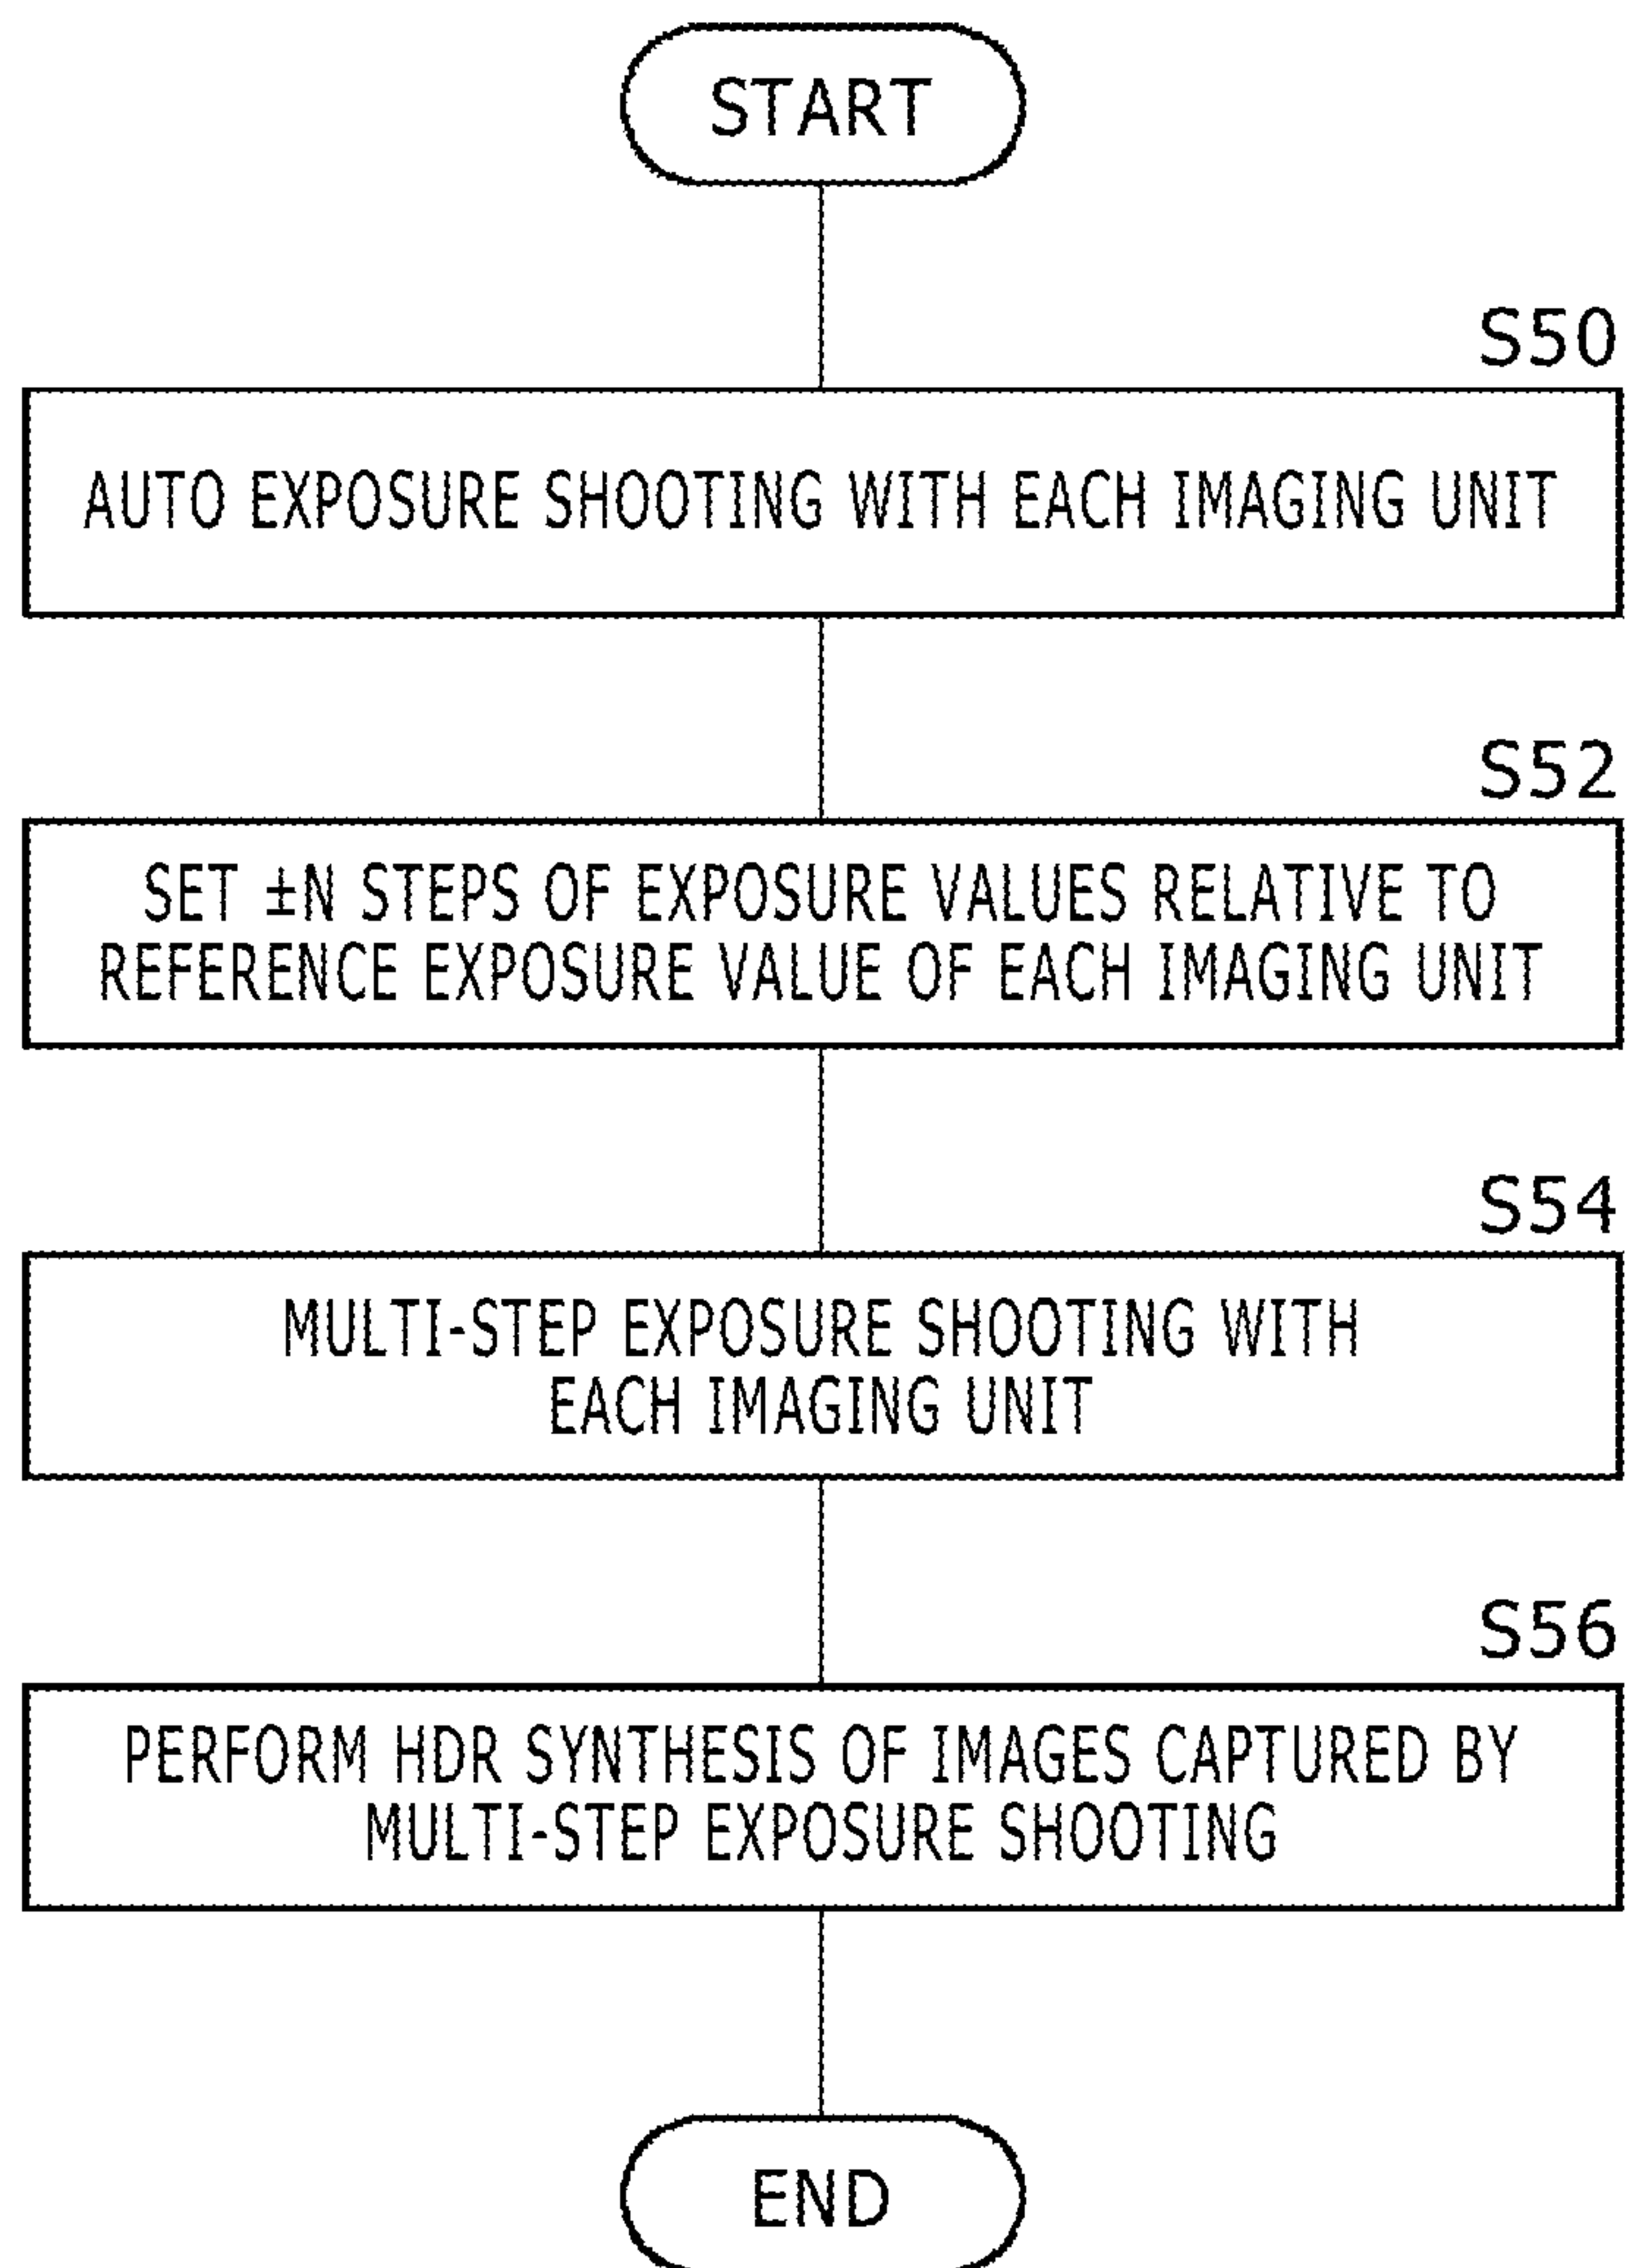 START
S50
AUTO EXPOSURE SHOOTING WITH EACH IMAGING UNIT
S52
SET ±N STEPS OF EXPOSURE VALUES RELATIVE TO
REFERENCE EXPOSURE VALUE OF EACH IMAGING UNIT
S54
MULTI-STEP EXPOSURE SHOOTING WITH
EACH IMAGING UNIT
S56
PERFORM HDR SYNTHESIS OF IMAGES CAPTURED BY
MULTI-STEP EXPOSURE SHOOTING
END